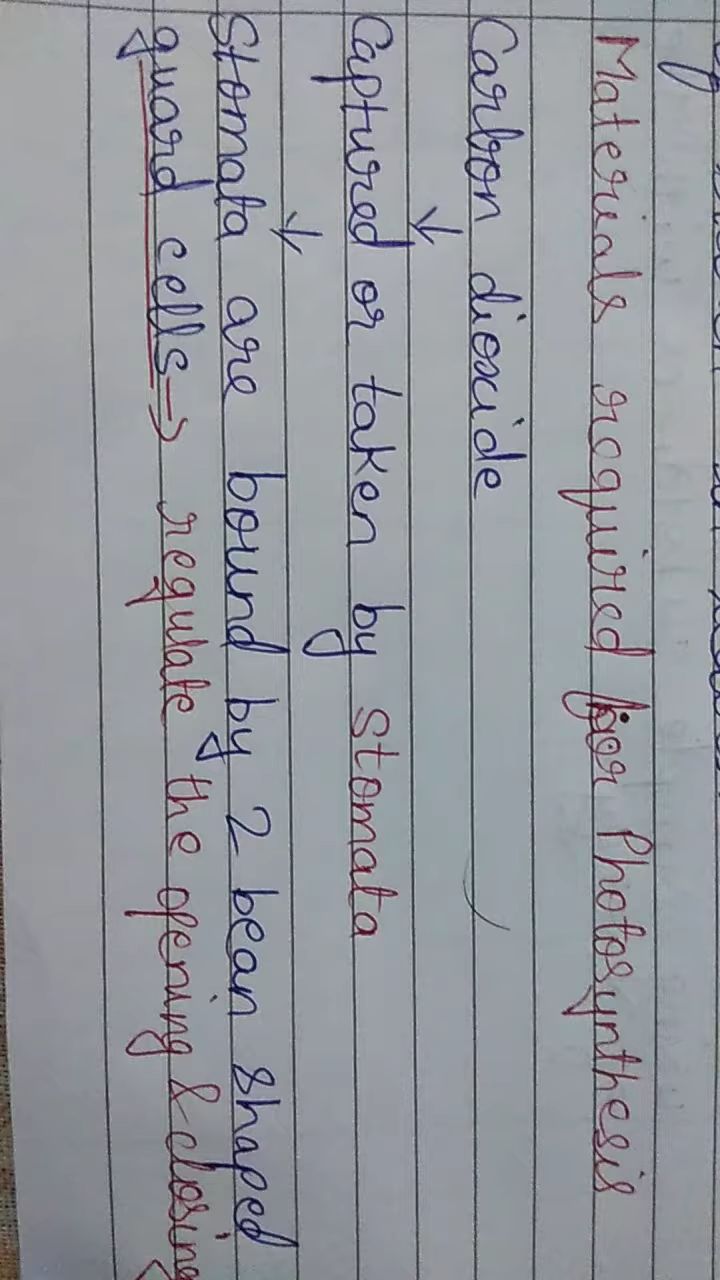 Materials required for Photosynthesis
Carbon dioxide
↓
Captured or taken by stomata
↓
Stomata are bound by 2 bean shaped
guard cells → regulate the opening & closing